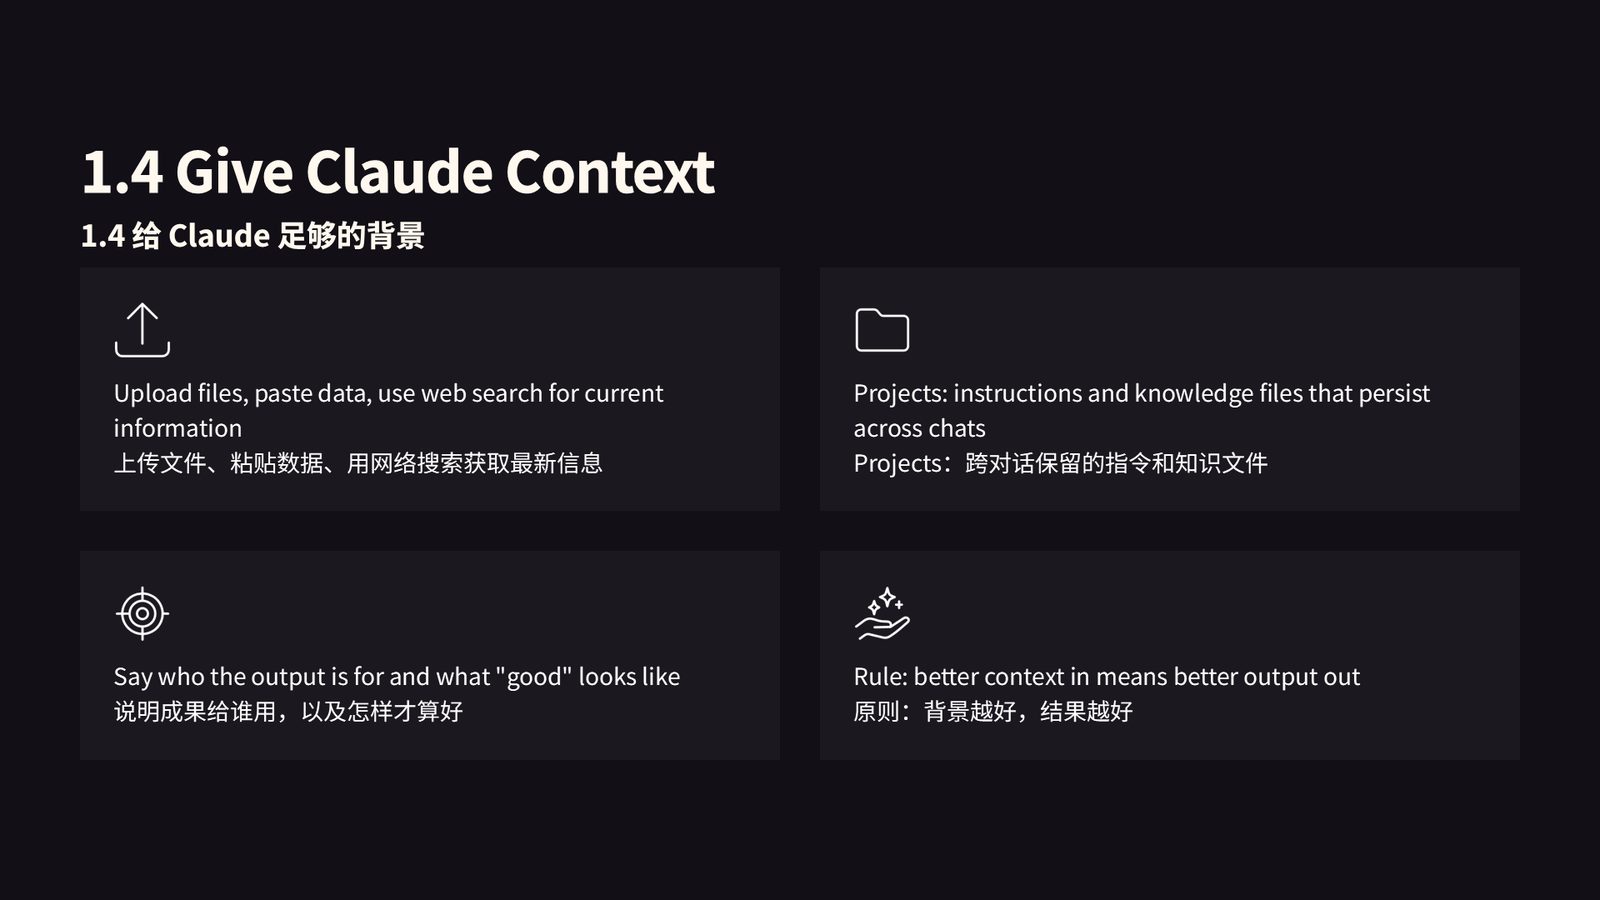 1.4 Give Claude Context
1.4 给 Claude 足够的背景
Upload files, paste data, use web search for current
information
上传文件、粘贴数据、用网络搜索获取最新信息
Projects: instructions and knowledge files that persist
across chats
Projects：跨对话保留的指令和知识文件
Say who the output is for and what "good" looks like
说明成果给谁用，以及怎样才算好
Rule: better context in means better output out
原则：背景越好，结果越好